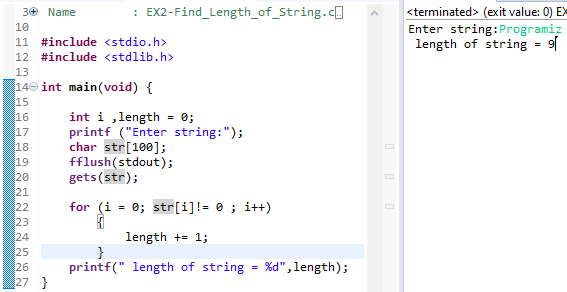 3 Name : EX2-Find_Length_of_String.c
10
11 #include <stdio.h>
12 #include <stdlib.h>
13
14 int main(void) {
15
16 int i ,length = 0;
17 printf ("Enter string:");
18 char str[100];
19 fflush(stdout);
20 gets(str);
21
22 for (i = 0; str[i]!= 0 ; i++)
23 {
24 length += 1;
25 }
26 printf(" length of string = %d",length);
27 }
<terminated> (exit value: 0) EX
Enter string:Programiz
length of string = 9